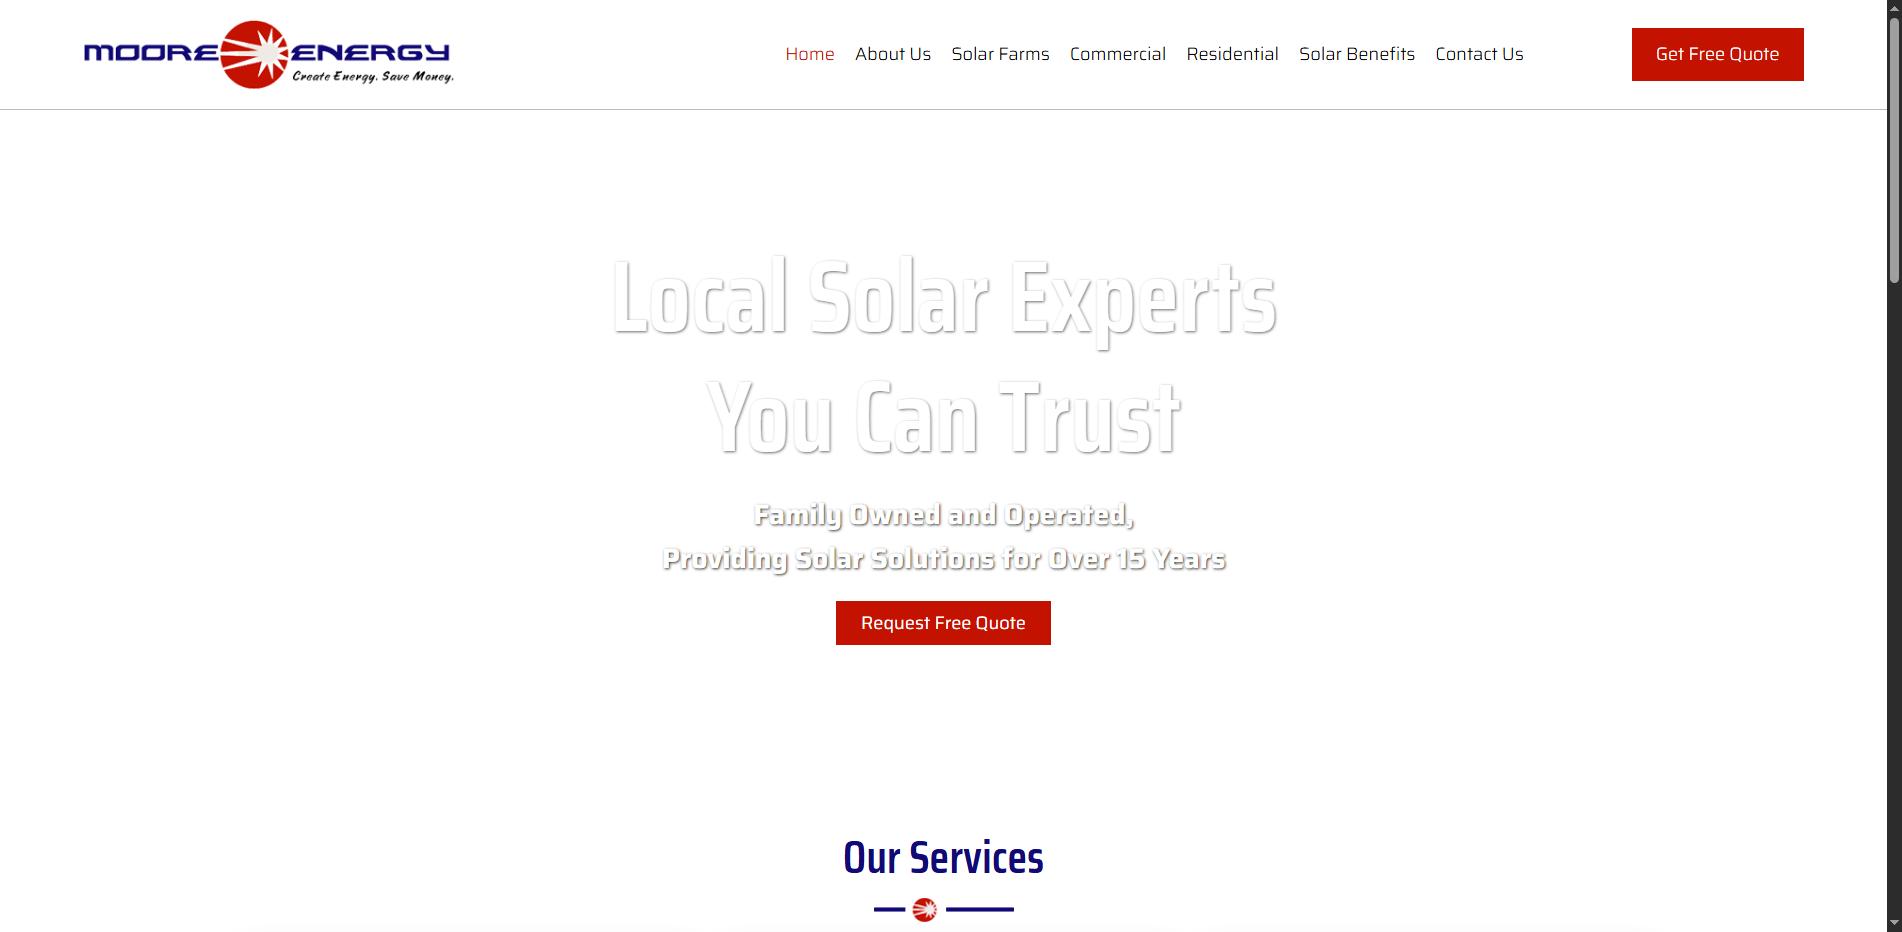 MOORE ENERGY
Create Energy. Save Money.
Home About Us Solar Farms Commercial Residential Solar Benefits Contact Us
Get Free Quote
Local Solar Experts
You Can Trust
Family Owned and Operated,
Providing Solar Solutions for Over 15 Years
Request Free Quote
Our Services